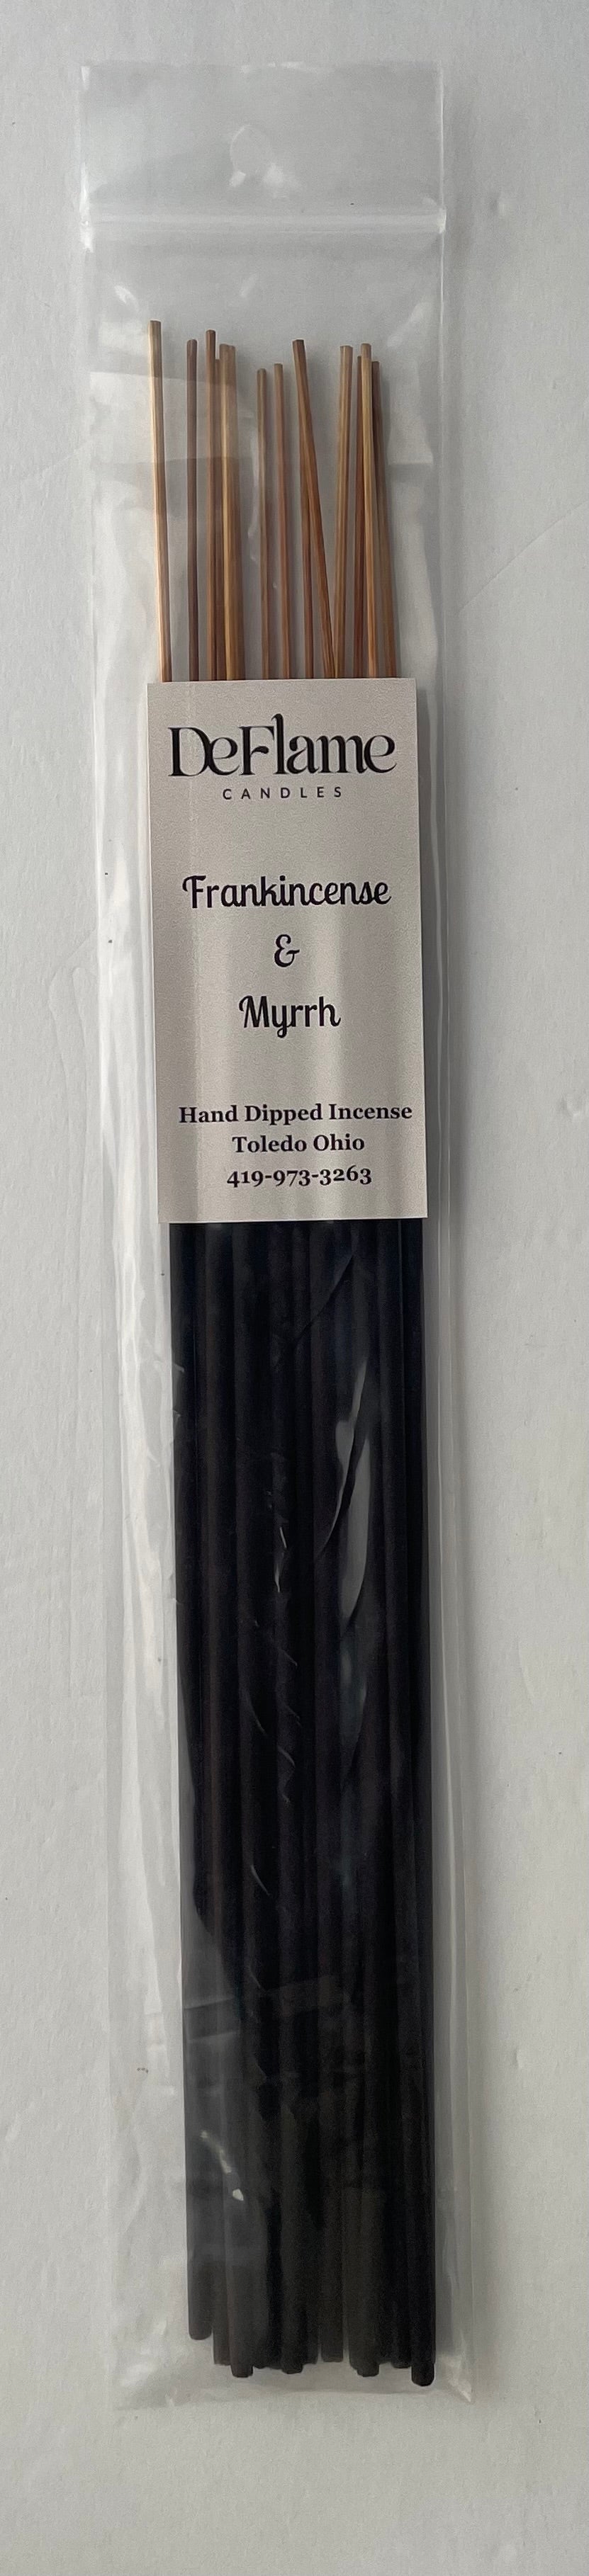 DeFlame
CANDLES
Frankincense
&
Myrrh
Hand Dipped Incense
Toledo Ohio
419-973-3263